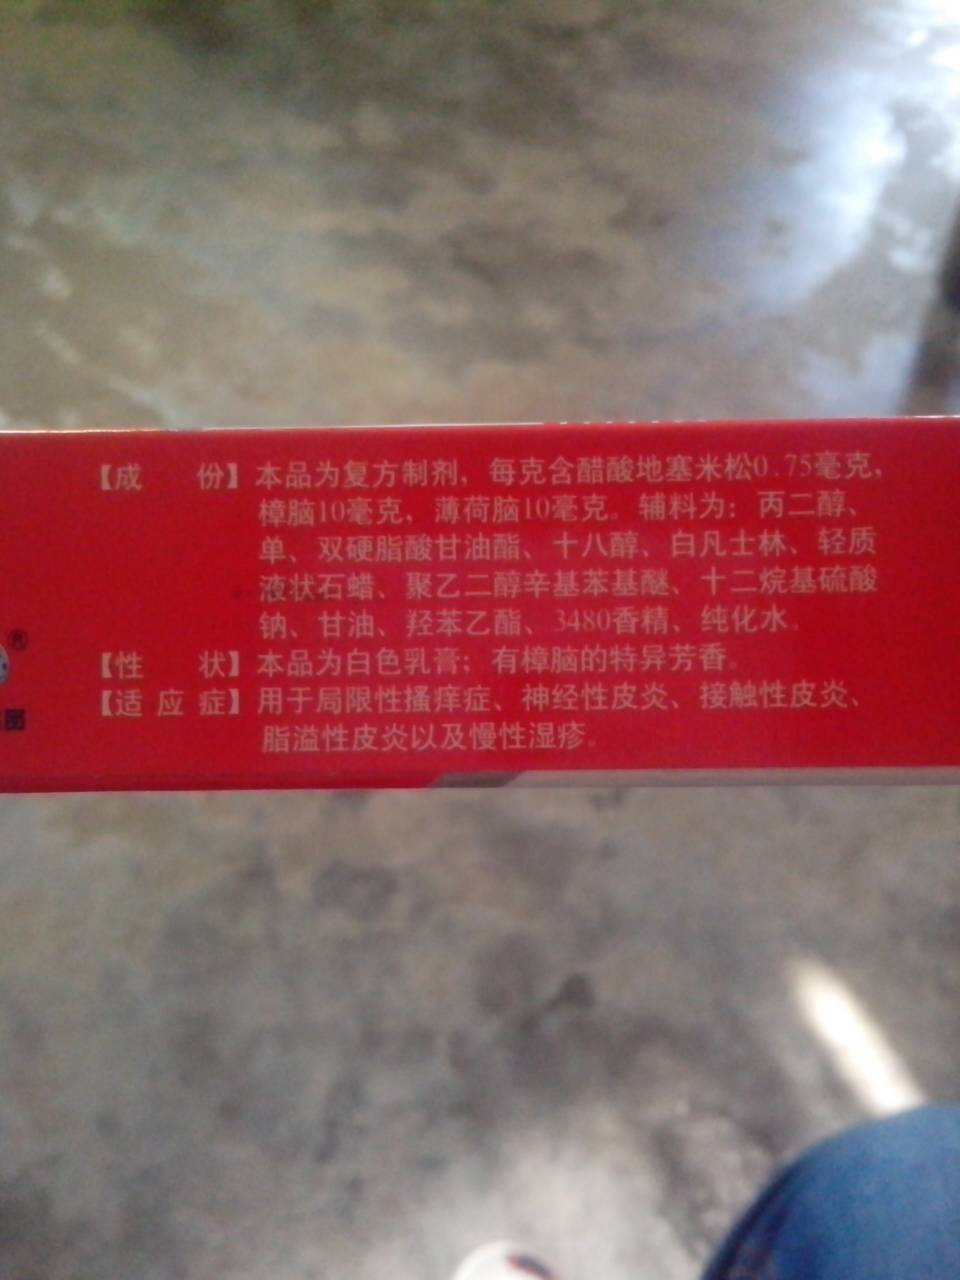 【成 份】本品为复方制剂，每克含醋酸地塞米松0.75毫克，
樟脑10毫克，薄荷脑10毫克。辅料为：丙二醇、
单、双硬脂酸甘油酯、十八醇、白凡士林、轻质
液状石蜡、聚乙二醇辛基苯基醚、十二烷基硫酸
钠、甘油、羟苯乙酯、3480香精、纯化水。
【性 状】本品为白色乳膏；有樟脑的特异芳香。
【适 应 症】用于局限性搔痒症、神经性皮炎、接触性皮炎、
脂溢性皮炎以及慢性湿疹。
®